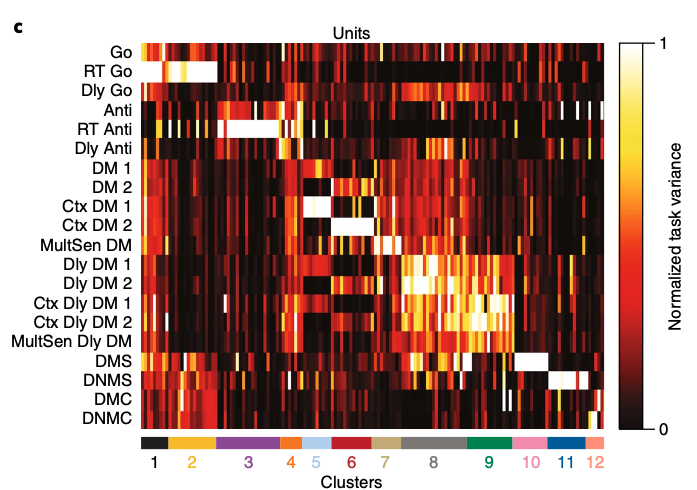 c
Units
Go
RT Go
Dly Go
Anti
RT Anti
Dly Anti
DM 1
DM 2
Ctx DM 1
Ctx DM 2
MultSen DM
Dly DM 1
Dly DM 2
Ctx Dly DM 1
Ctx Dly DM 2
MultSen Dly DM
DMS
DNMS
DMC
DNMC
1 2 3 4 5 6 7 8 9 10 11 12
Clusters
1
0
Normalized task variance